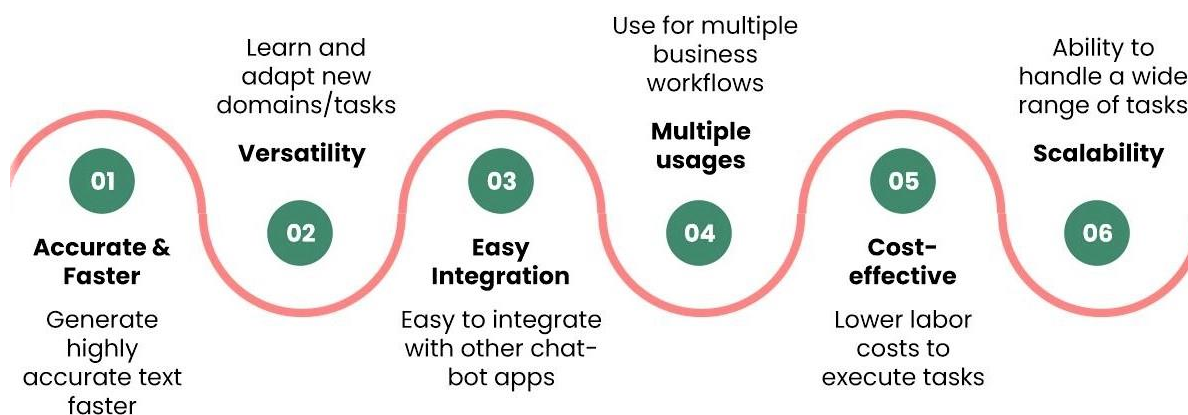 01
Accurate &
Faster
Generate
highly
accurate text
faster
Learn and
adapt new
domains/tasks
Versatility
02
03
Easy
Integration
Easy to integrate
with other chat-
bot apps
Use for multiple
business
workflows
Multiple
usages
04
05
Cost-
effective
Lower labor
costs to
execute tasks
Ability to
handle a wide
range of tasks
Scalability
06